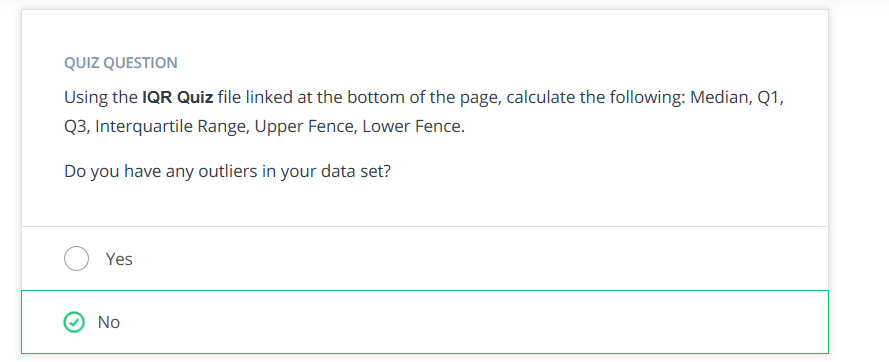 QUIZ QUESTION
Using the IQR Quiz file linked at the bottom of the page, calculate the following: Median, Q1,
Q3, Interquartile Range, Upper Fence, Lower Fence.
Do you have any outliers in your data set?
Yes
No